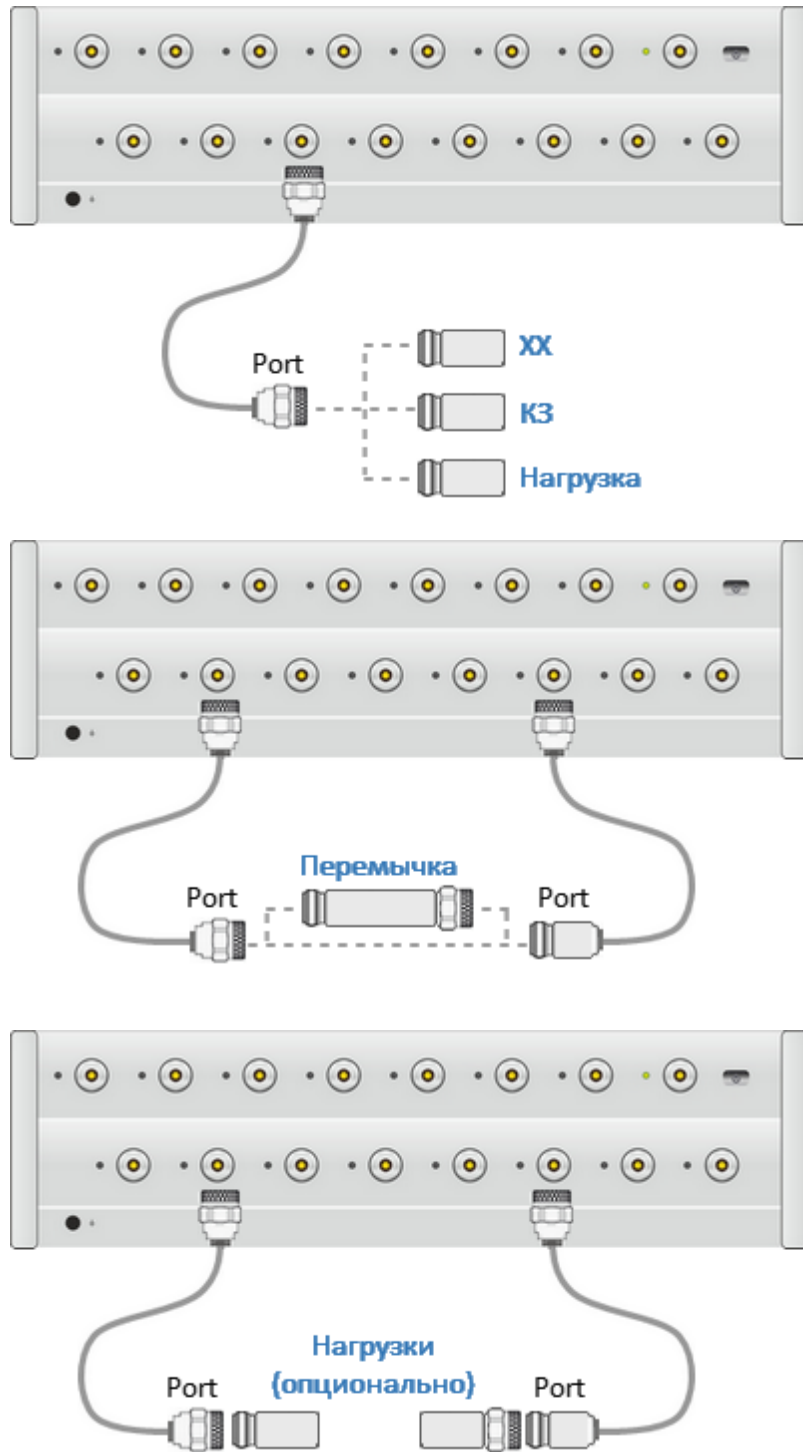 Port
ХХ
КЗ
Нагрузка
Перемычка
Port
Port
Нагрузки
(опционально)
Port
Port